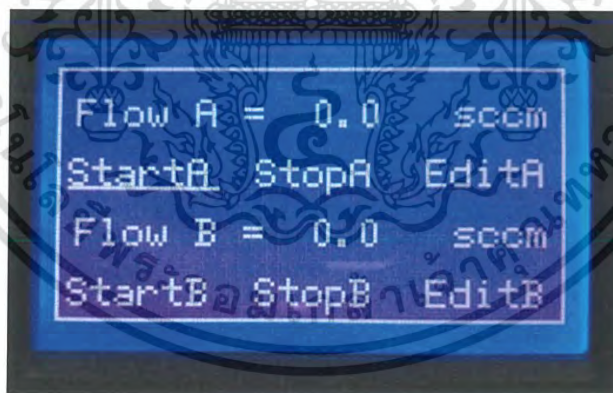 Flow A = 0.0 sccm
StartA StopA EditA
Flow B = 0.0 sccm
StartB StopB EditB